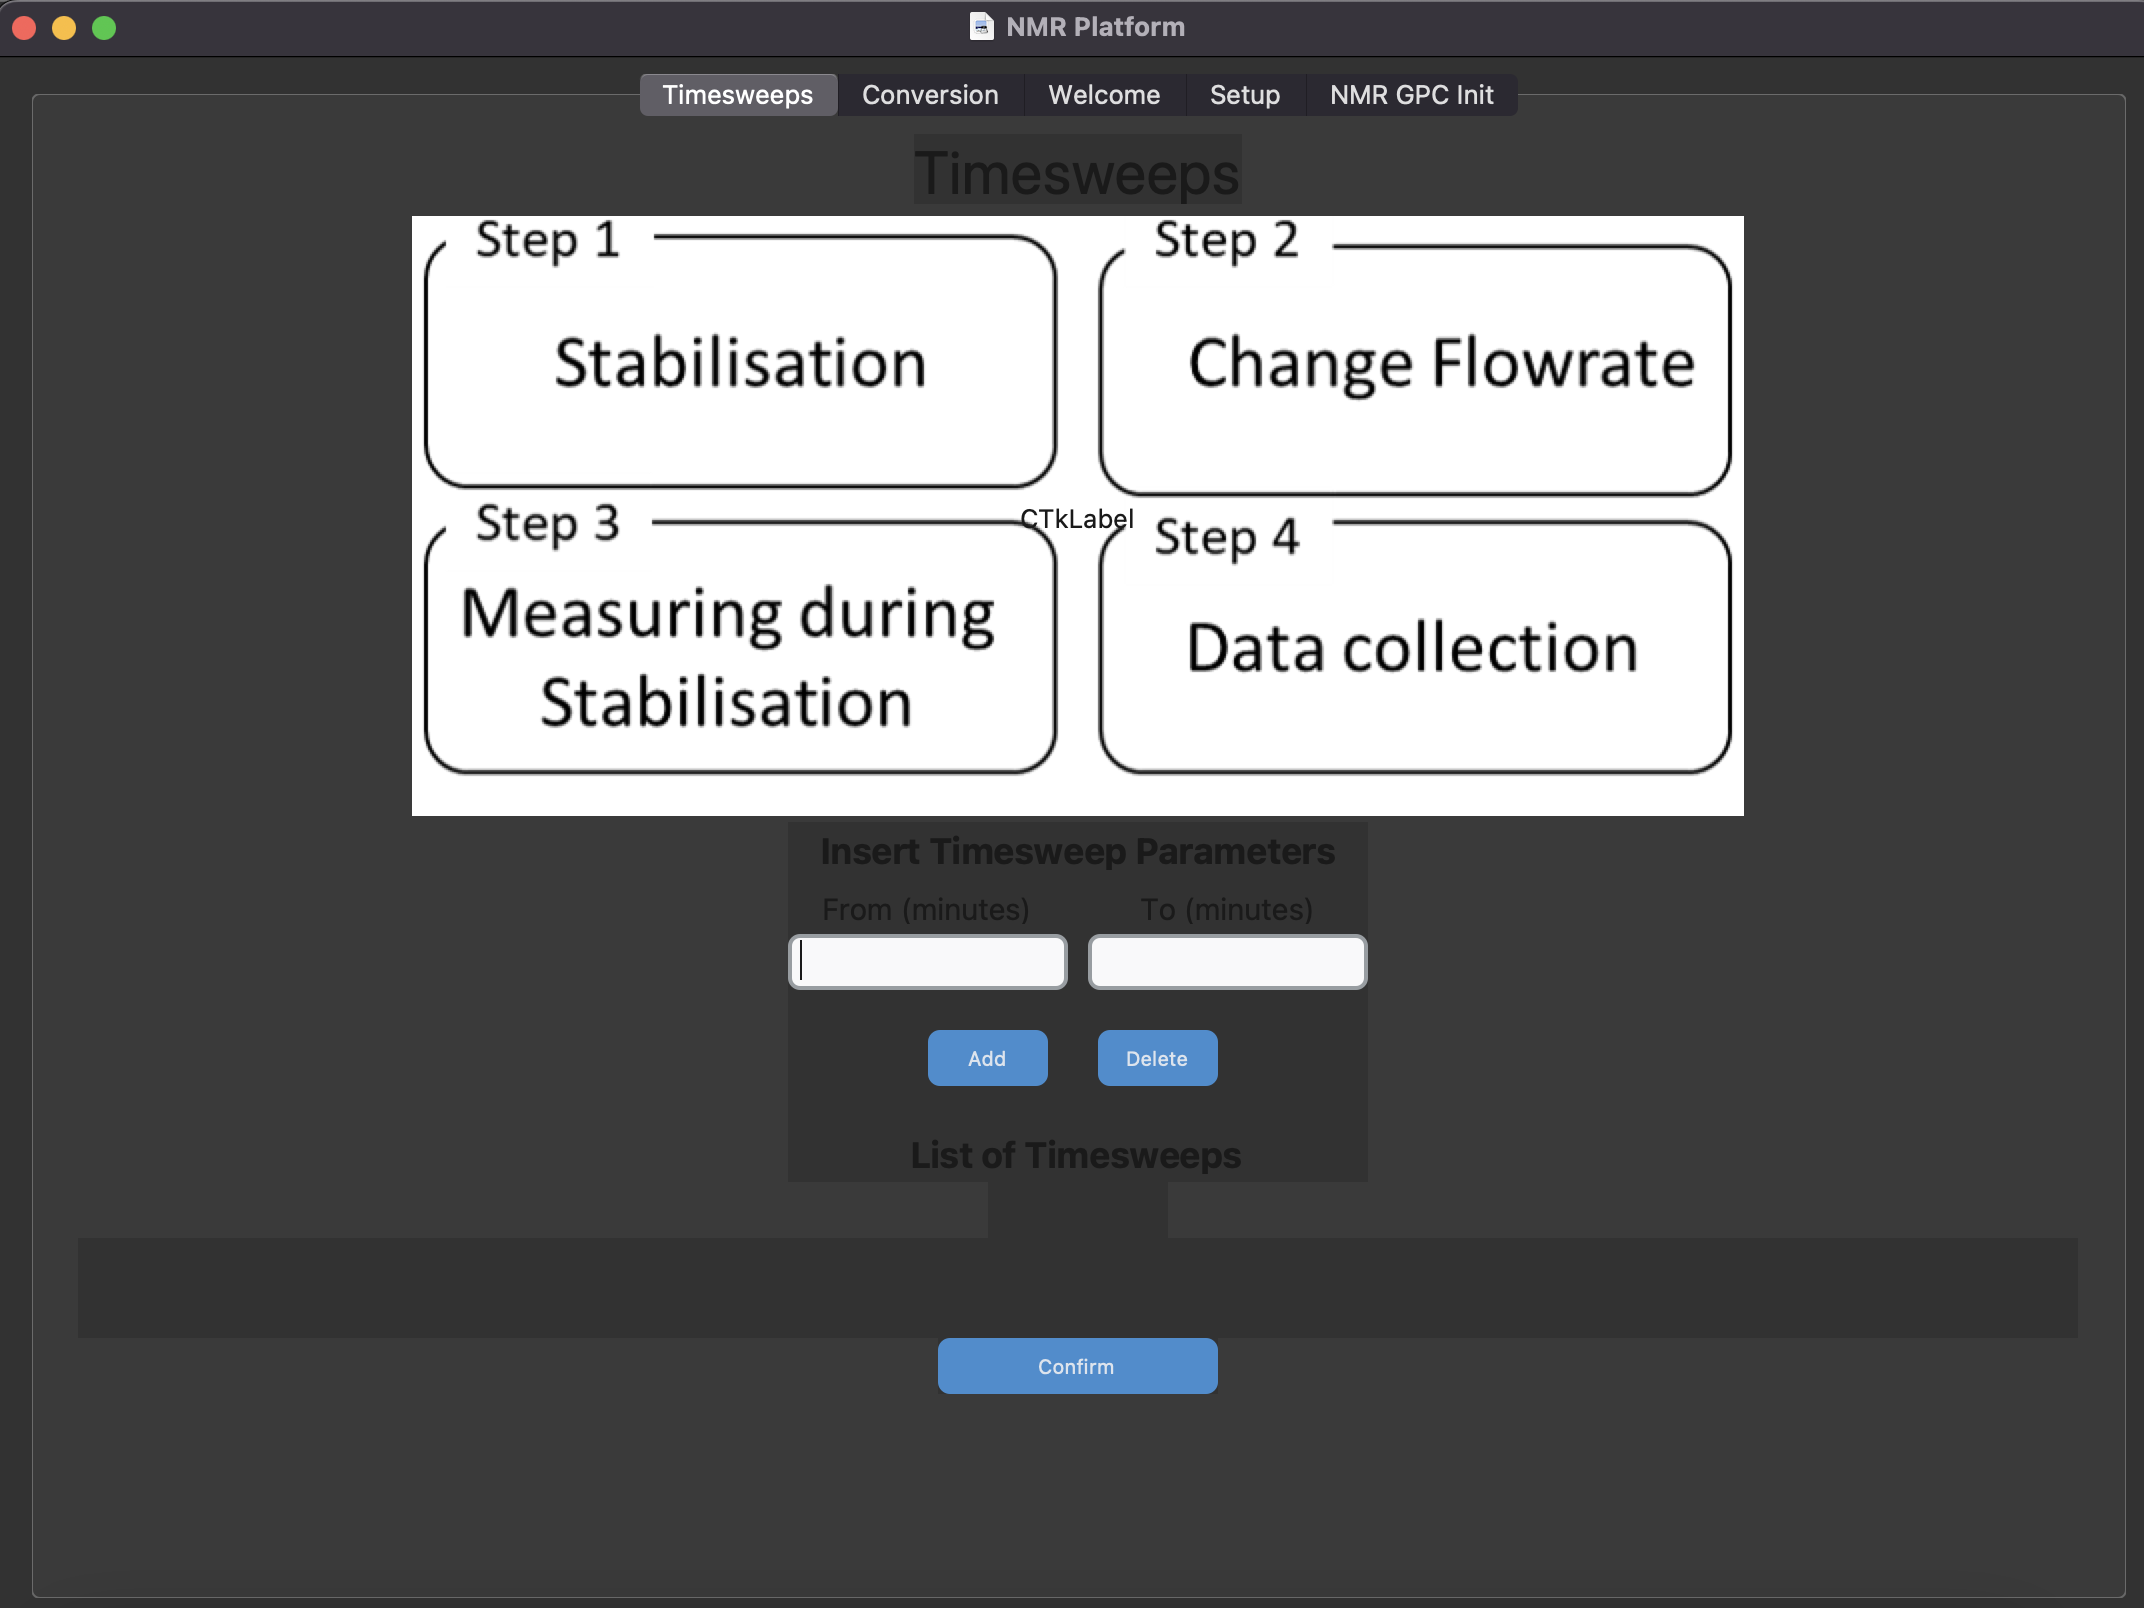 NMR Platform
Timesweeps
Conversion
Welcome
Setup
NMR GPC Init
Timesweeps
Step 1
Stabilisation
Step 2
Change Flowrate
CTkLabel
Step 3
Measuring during
Stabilisation
Step 4
Data collection
Insert Timesweep Parameters
From (minutes)
To (minutes)
Add
Delete
List of Timesweeps
Confirm